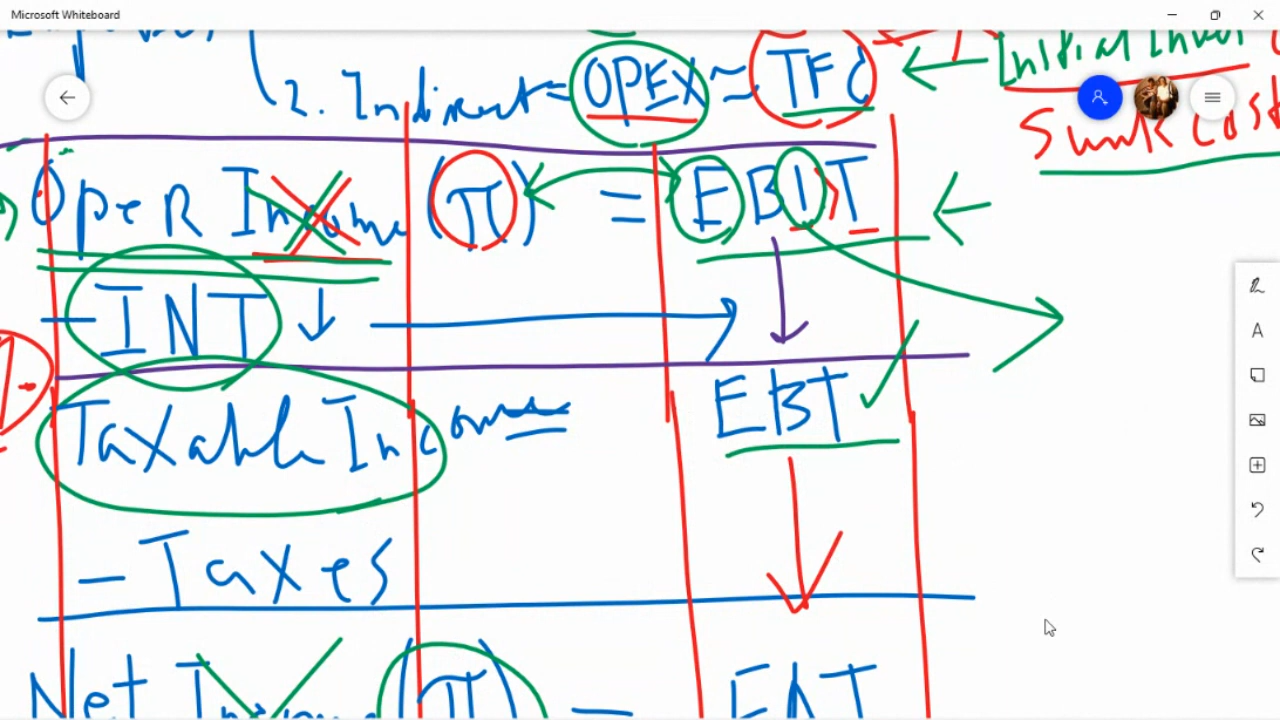 Microsoft Whiteboard
2. Indirect = OPEX ≈ TFC
Initial Inver
Sunk Cost
Oper Income (π) = EBIT
- INT ↓
EBT
Taxable Income
- Taxes
Net Income (π) = EAT